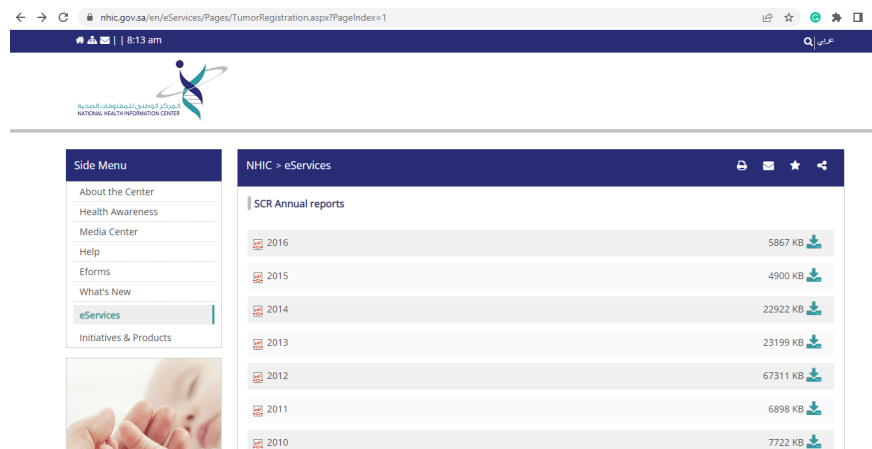 nhic.gov.sa/en/eServices/Pages/TumorRegistration.aspx?PageIndex=1
| | 8:13 am
عربي
المركز الوطني للمعلومات الصحية
NATIONAL HEALTH INFORMATION CENTER
Side Menu
About the Center
Health Awareness
Media Center
Help
Eforms
What's New
eServices
Initiatives & Products
NHIC > eServices
SCR Annual reports
2016 5867 KB
2015 4900 KB
2014 22922 KB
2013 23199 KB
2012 67311 KB
2011 6898 KB
2010 7722 KB